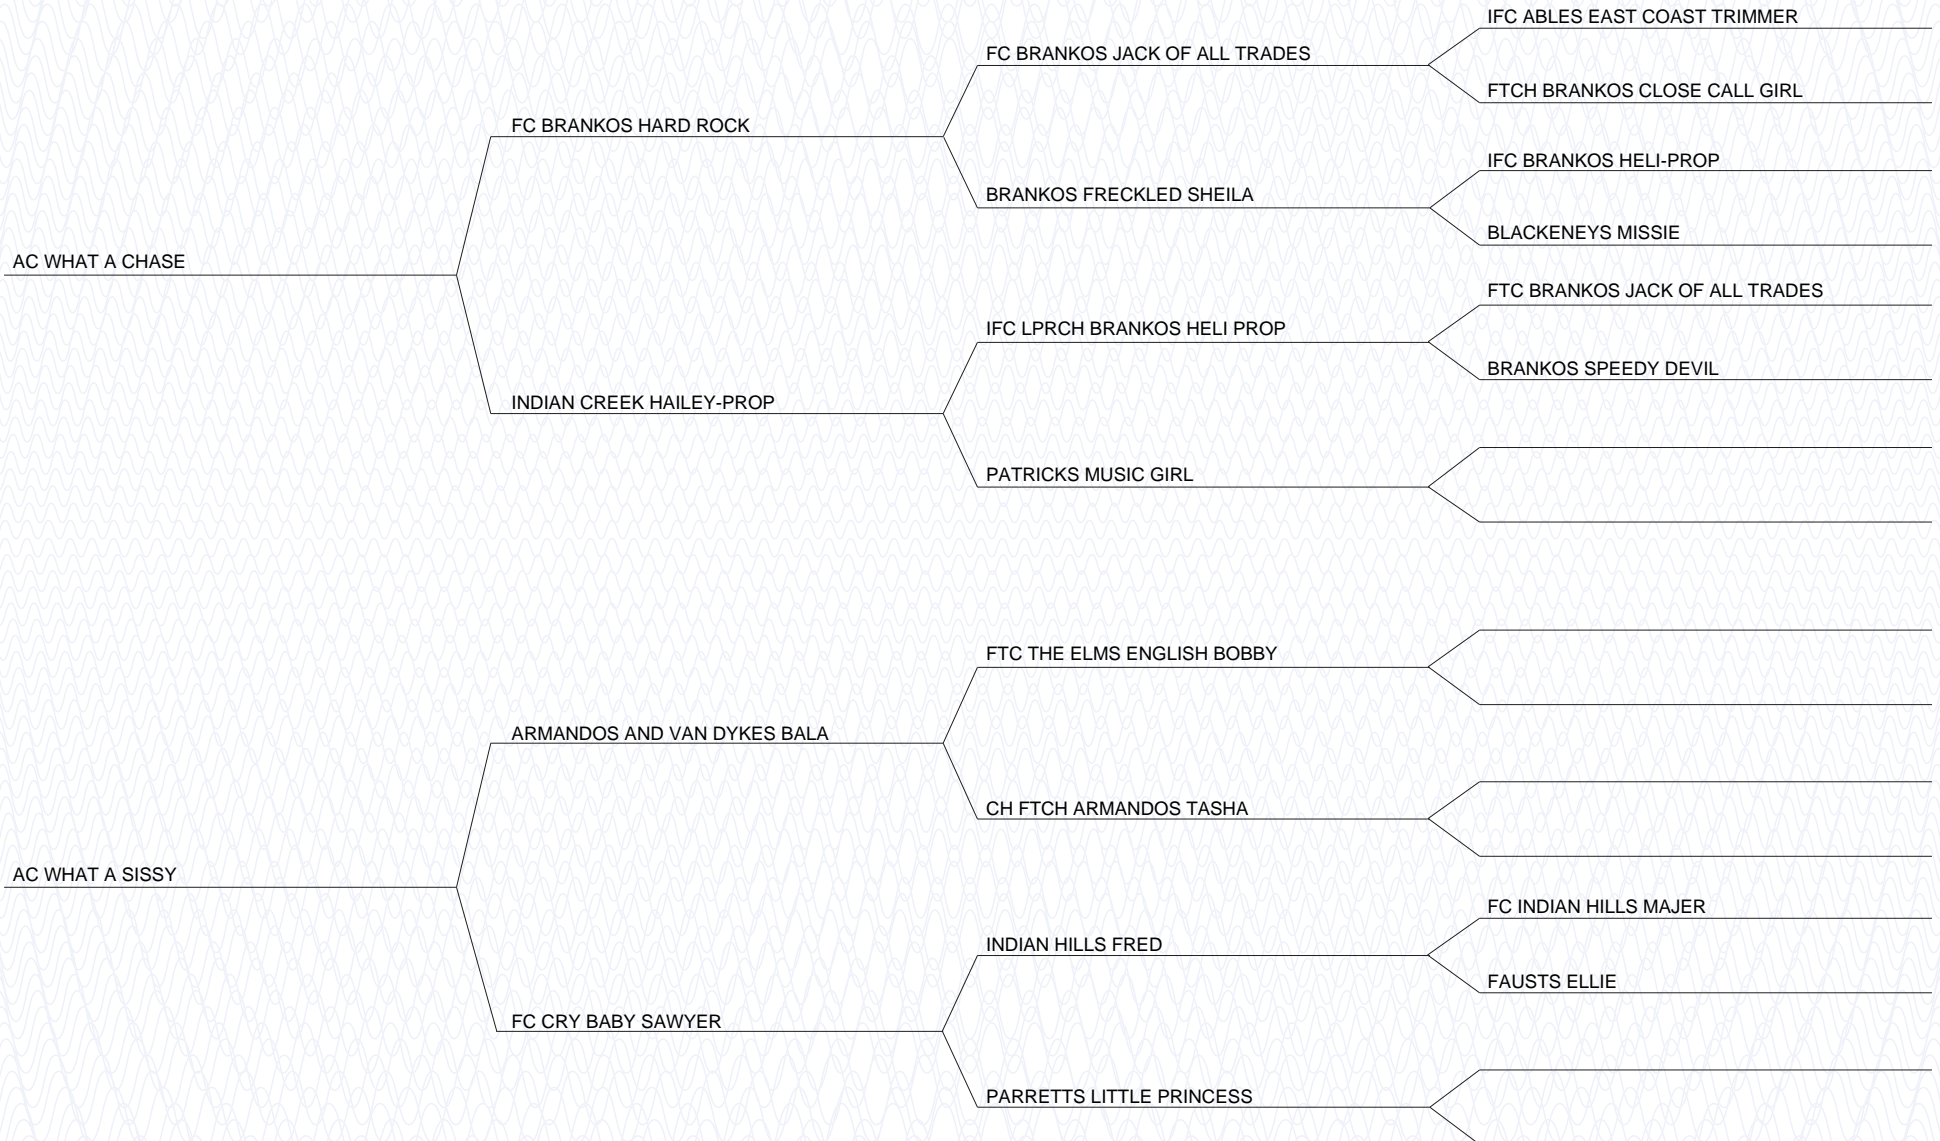 IFC ABLES EAST COAST TRIMMER
FC BRANKOS JACK OF ALL TRADES
FTCH BRANKOS CLOSE CALL GIRL
FC BRANKOS HARD ROCK
IFC BRANKOS HELI-PROP
BRANKOS FRECKLED SHEILA
BLACKENEYS MISSIE
AC WHAT A CHASE
FTC BRANKOS JACK OF ALL TRADES
IFC LPRCH BRANKOS HELI PROP
BRANKOS SPEEDY DEVIL
INDIAN CREEK HAILEY-PROP
PATRICKS MUSIC GIRL
FTC THE ELMS ENGLISH BOBBY
ARMANDOS AND VAN DYKES BALA
CH FTCH ARMANDOS TASHA
AC WHAT A SISSY
FC INDIAN HILLS MAJER
INDIAN HILLS FRED
FAUSTS ELLIE
FC CRY BABY SAWYER
PARRETTS LITTLE PRINCESS